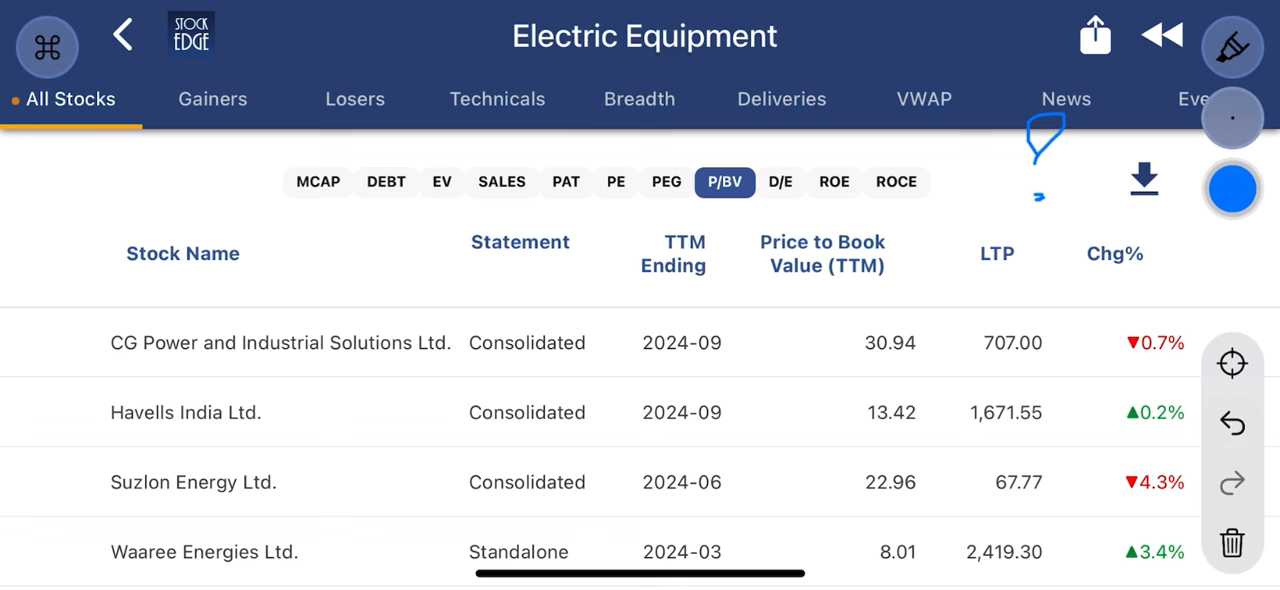 STOCK
EDGE
Electric Equipment
All Stocks Gainers Losers Technicals Breadth Deliveries VWAP News Eve
MCAP DEBT EV SALES PAT PE PEG P/BV D/E ROE ROCE
Stock Name Statement TTM Ending Price to Book Value (TTM) LTP Chg%
CG Power and Industrial Solutions Ltd. Consolidated 2024-09 30.94 707.00 ▼0.7%
Havells India Ltd. Consolidated 2024-09 13.42 1,671.55 ▲0.2%
Suzlon Energy Ltd. Consolidated 2024-06 22.96 67.77 ▼4.3%
Waaree Energies Ltd. Standalone 2024-03 8.01 2,419.30 ▲3.4%